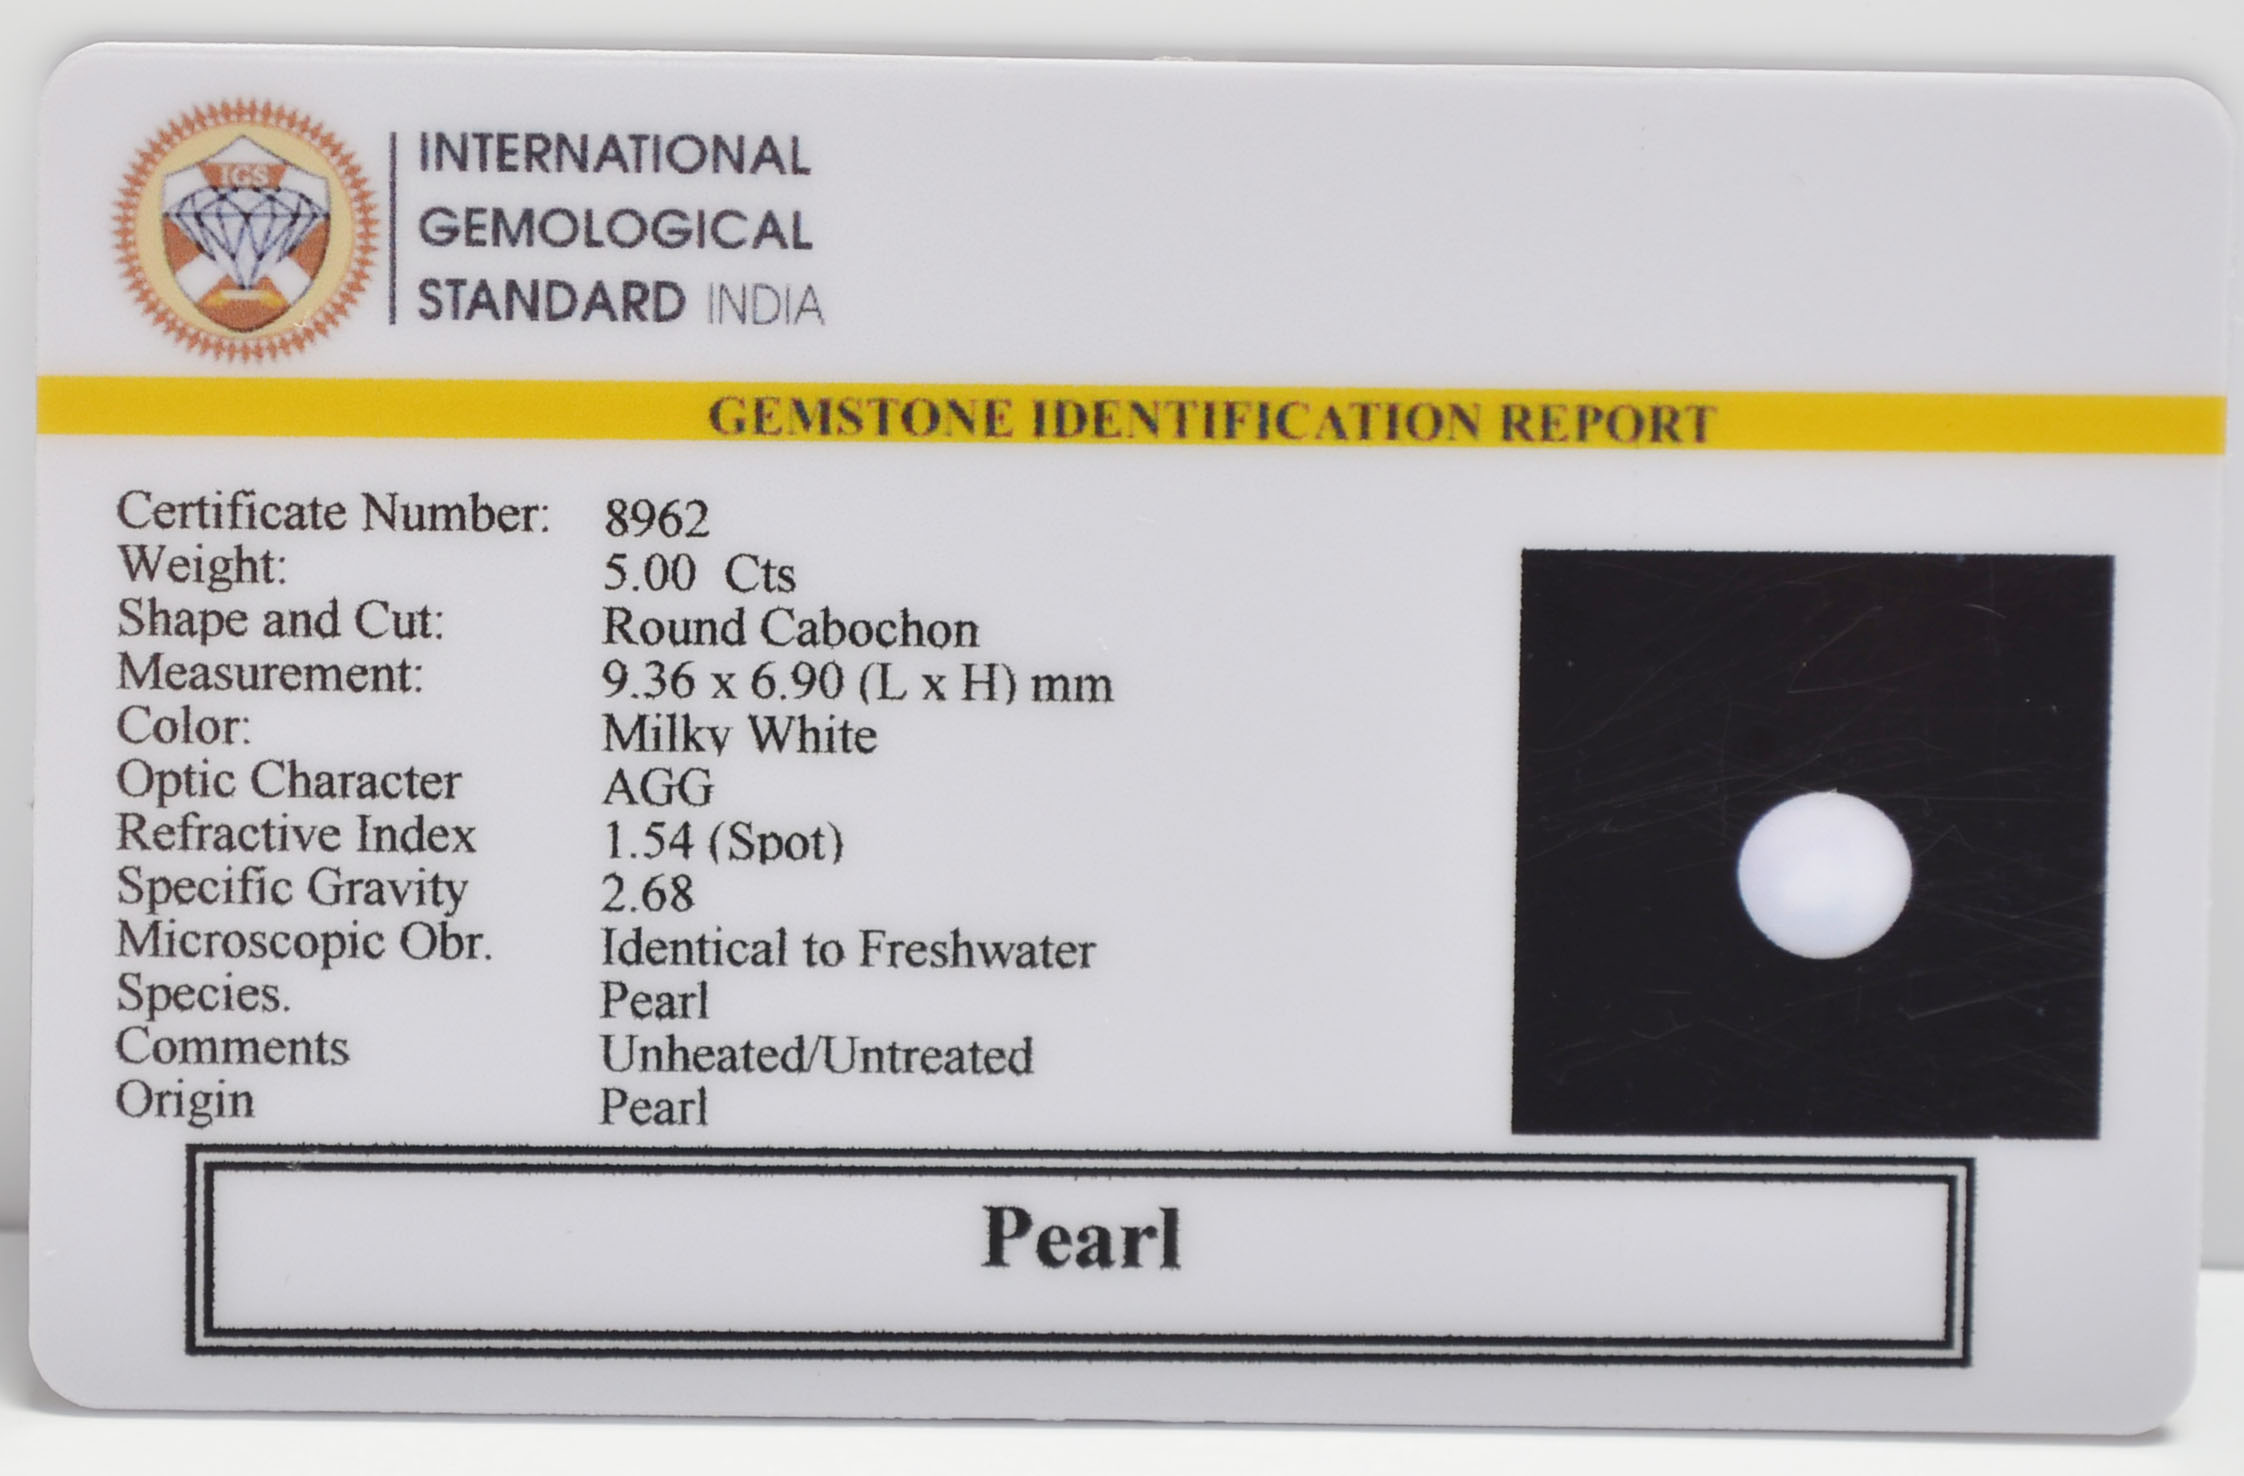 IGS
INTERNATIONAL
GEMOLOGICAL
STANDARD INDIA
GEMSTONE IDENTIFICATION REPORT
Certificate Number: 8962
Weight: 5.00 Cts
Shape and Cut: Round Cabochon
Measurement: 9.36 x 6.90 (L x H) mm
Color: Milky White
Optic Character AGG
Refractive Index 1.54 (Spot)
Specific Gravity 2.68
Microscopic Obr. Identical to Freshwater
Species. Pearl
Comments Unheated/Untreated
Origin Pearl
Pearl